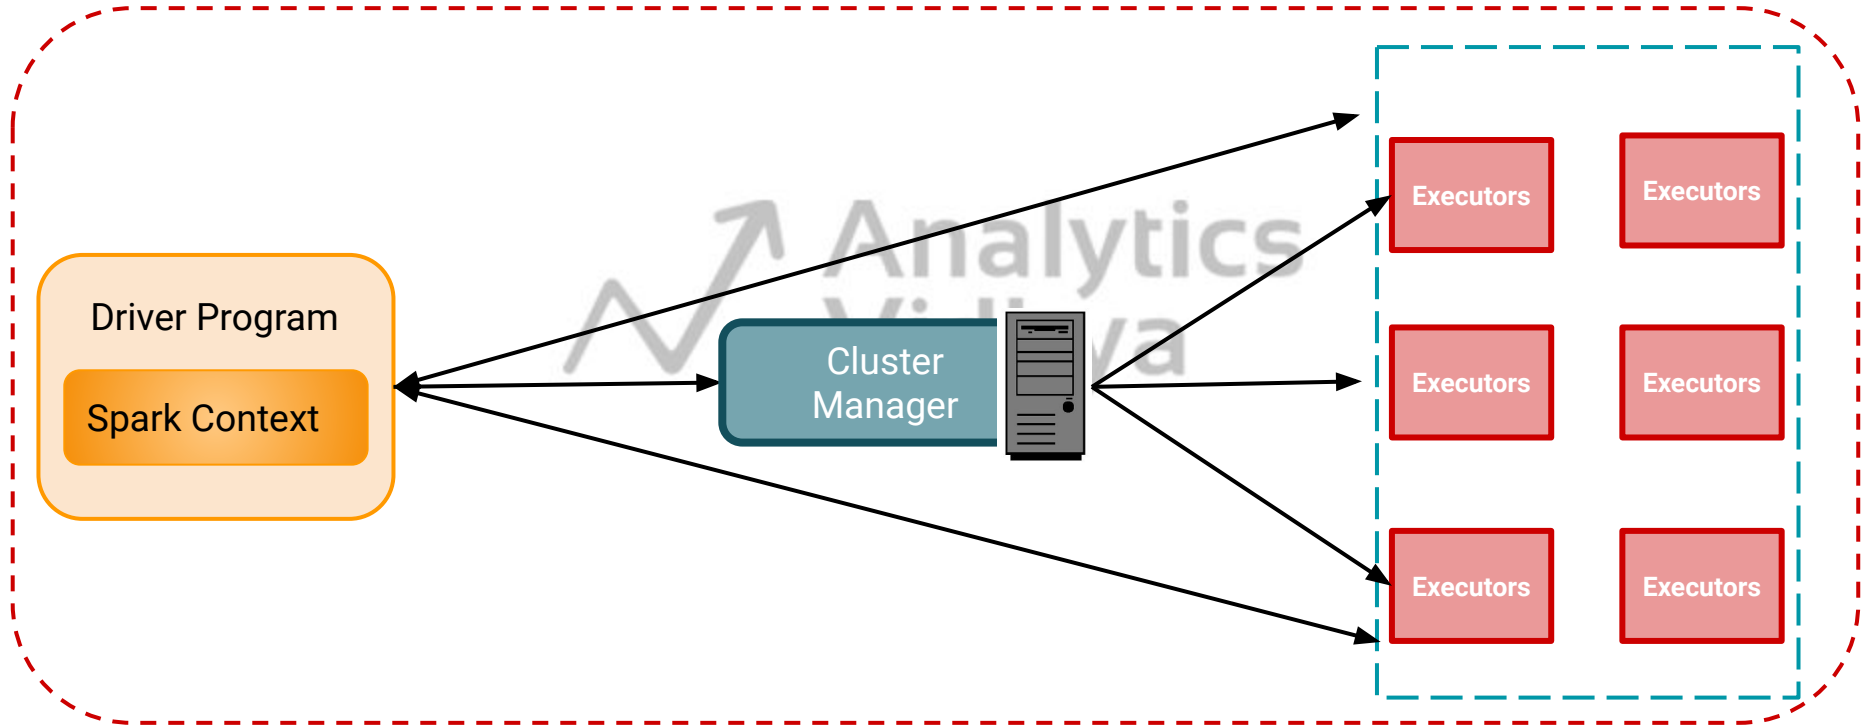 Analytics
Driver Program
Spark Context
Cluster
Manager
Executors
Executors
Executors
Executors
Executors
Executors